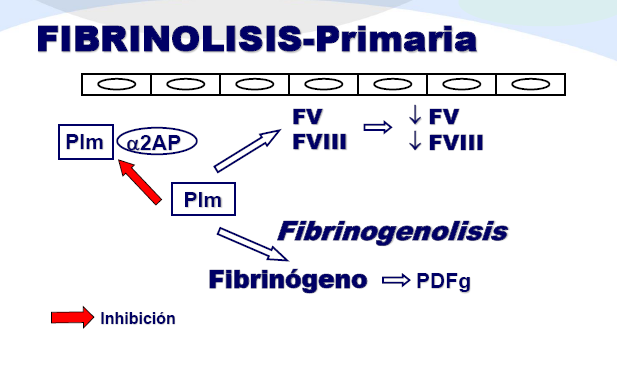 FIBRINOLISIS-Primaria
FV
FVIII
↓ FV
↓ FVIII
Plm
α2AP
Plm
Fibrinogenolisis
Fibrinógeno
PDFg
Inhibición